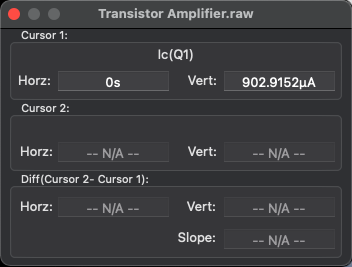 Transistor Amplifier.raw
Cursor 1:
Ic(Q1)
Horz: 0s Vert: 902.9152µA
Cursor 2:
Horz: -- N/A -- Vert: -- N/A --
Diff(Cursor 2- Cursor 1):
Horz: -- N/A -- Vert: -- N/A --
Slope: -- N/A --